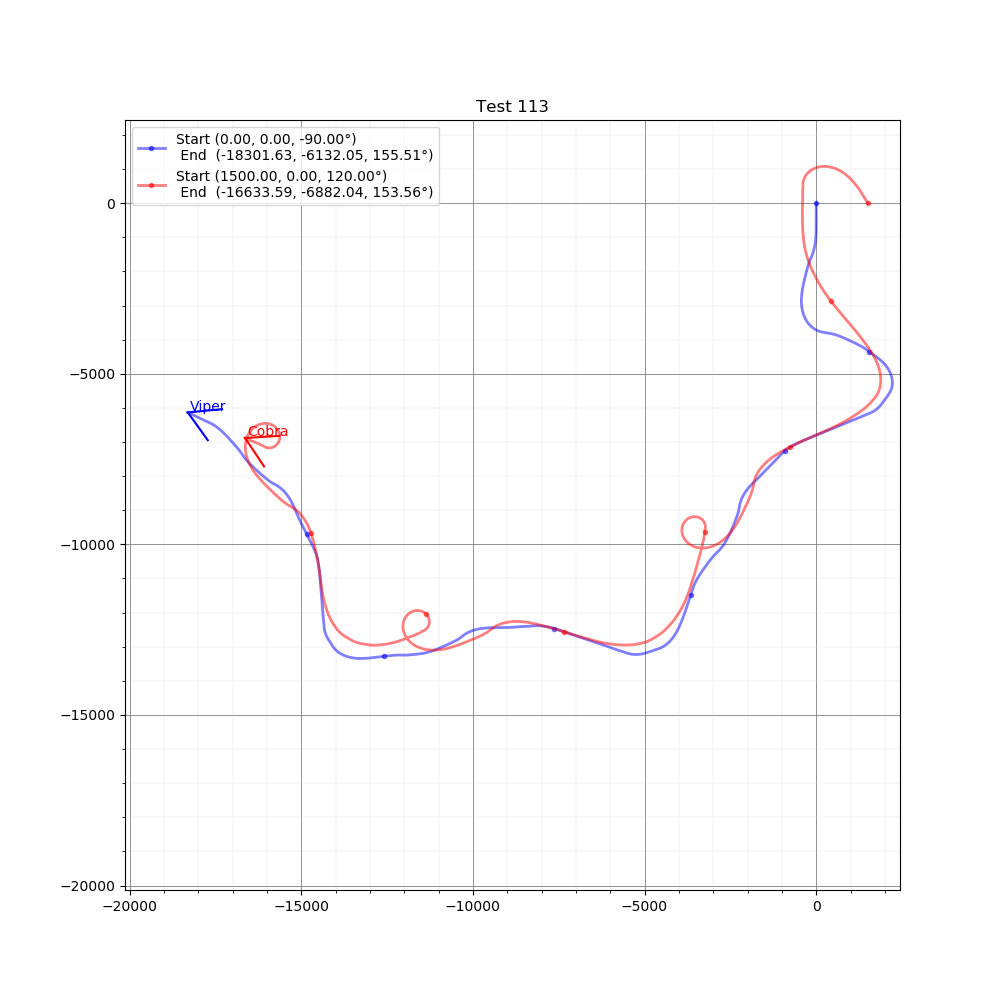 Test 113
Start (0.00, 0.00, -90.00°)
End  (-18301.63, -6132.05, 155.51°)
Start (1500.00, 0.00, 120.00°)
End  (-16633.59, -6882.04, 153.56°)
0
−5000
−10000
−15000
−20000
Viper
Cobra
−20000
−15000
−10000
−5000
0